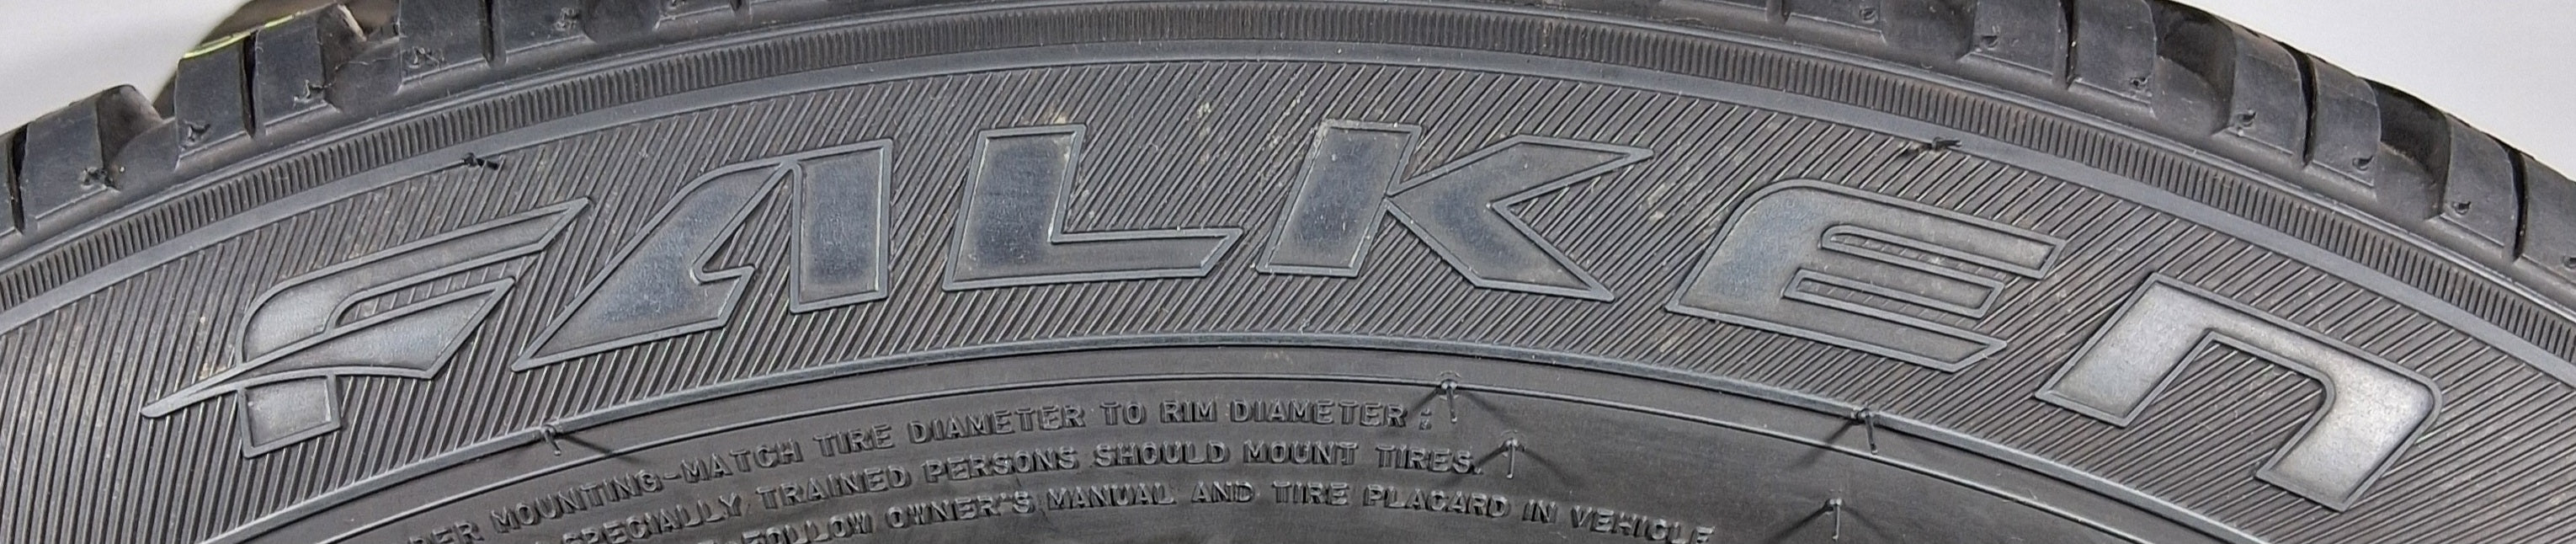 FALKEN
MOUNTING-MATCH TIRE DIAMETER TO RIM DIAMETER:
SPECIALLY TRAINED PERSONS SHOULD MOUNT TIRES.
FOLLOW OWNER'S MANUAL AND TIRE PLACARD IN VEHICLE